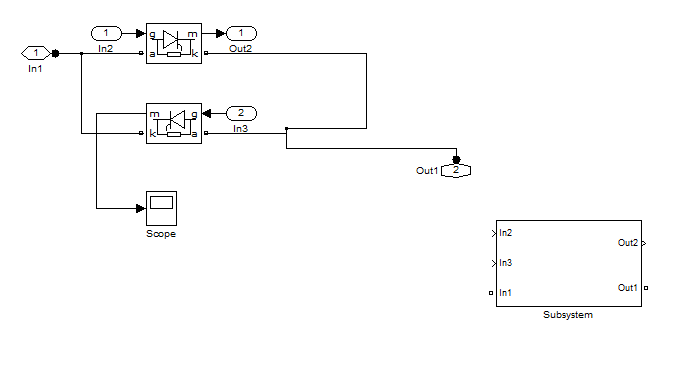 1 g m 1
In2 a k Out2
1
In1
m g 2
k a In3
Out1 2
Scope
In2
Out2
In3
In1 Out1
Subsystem